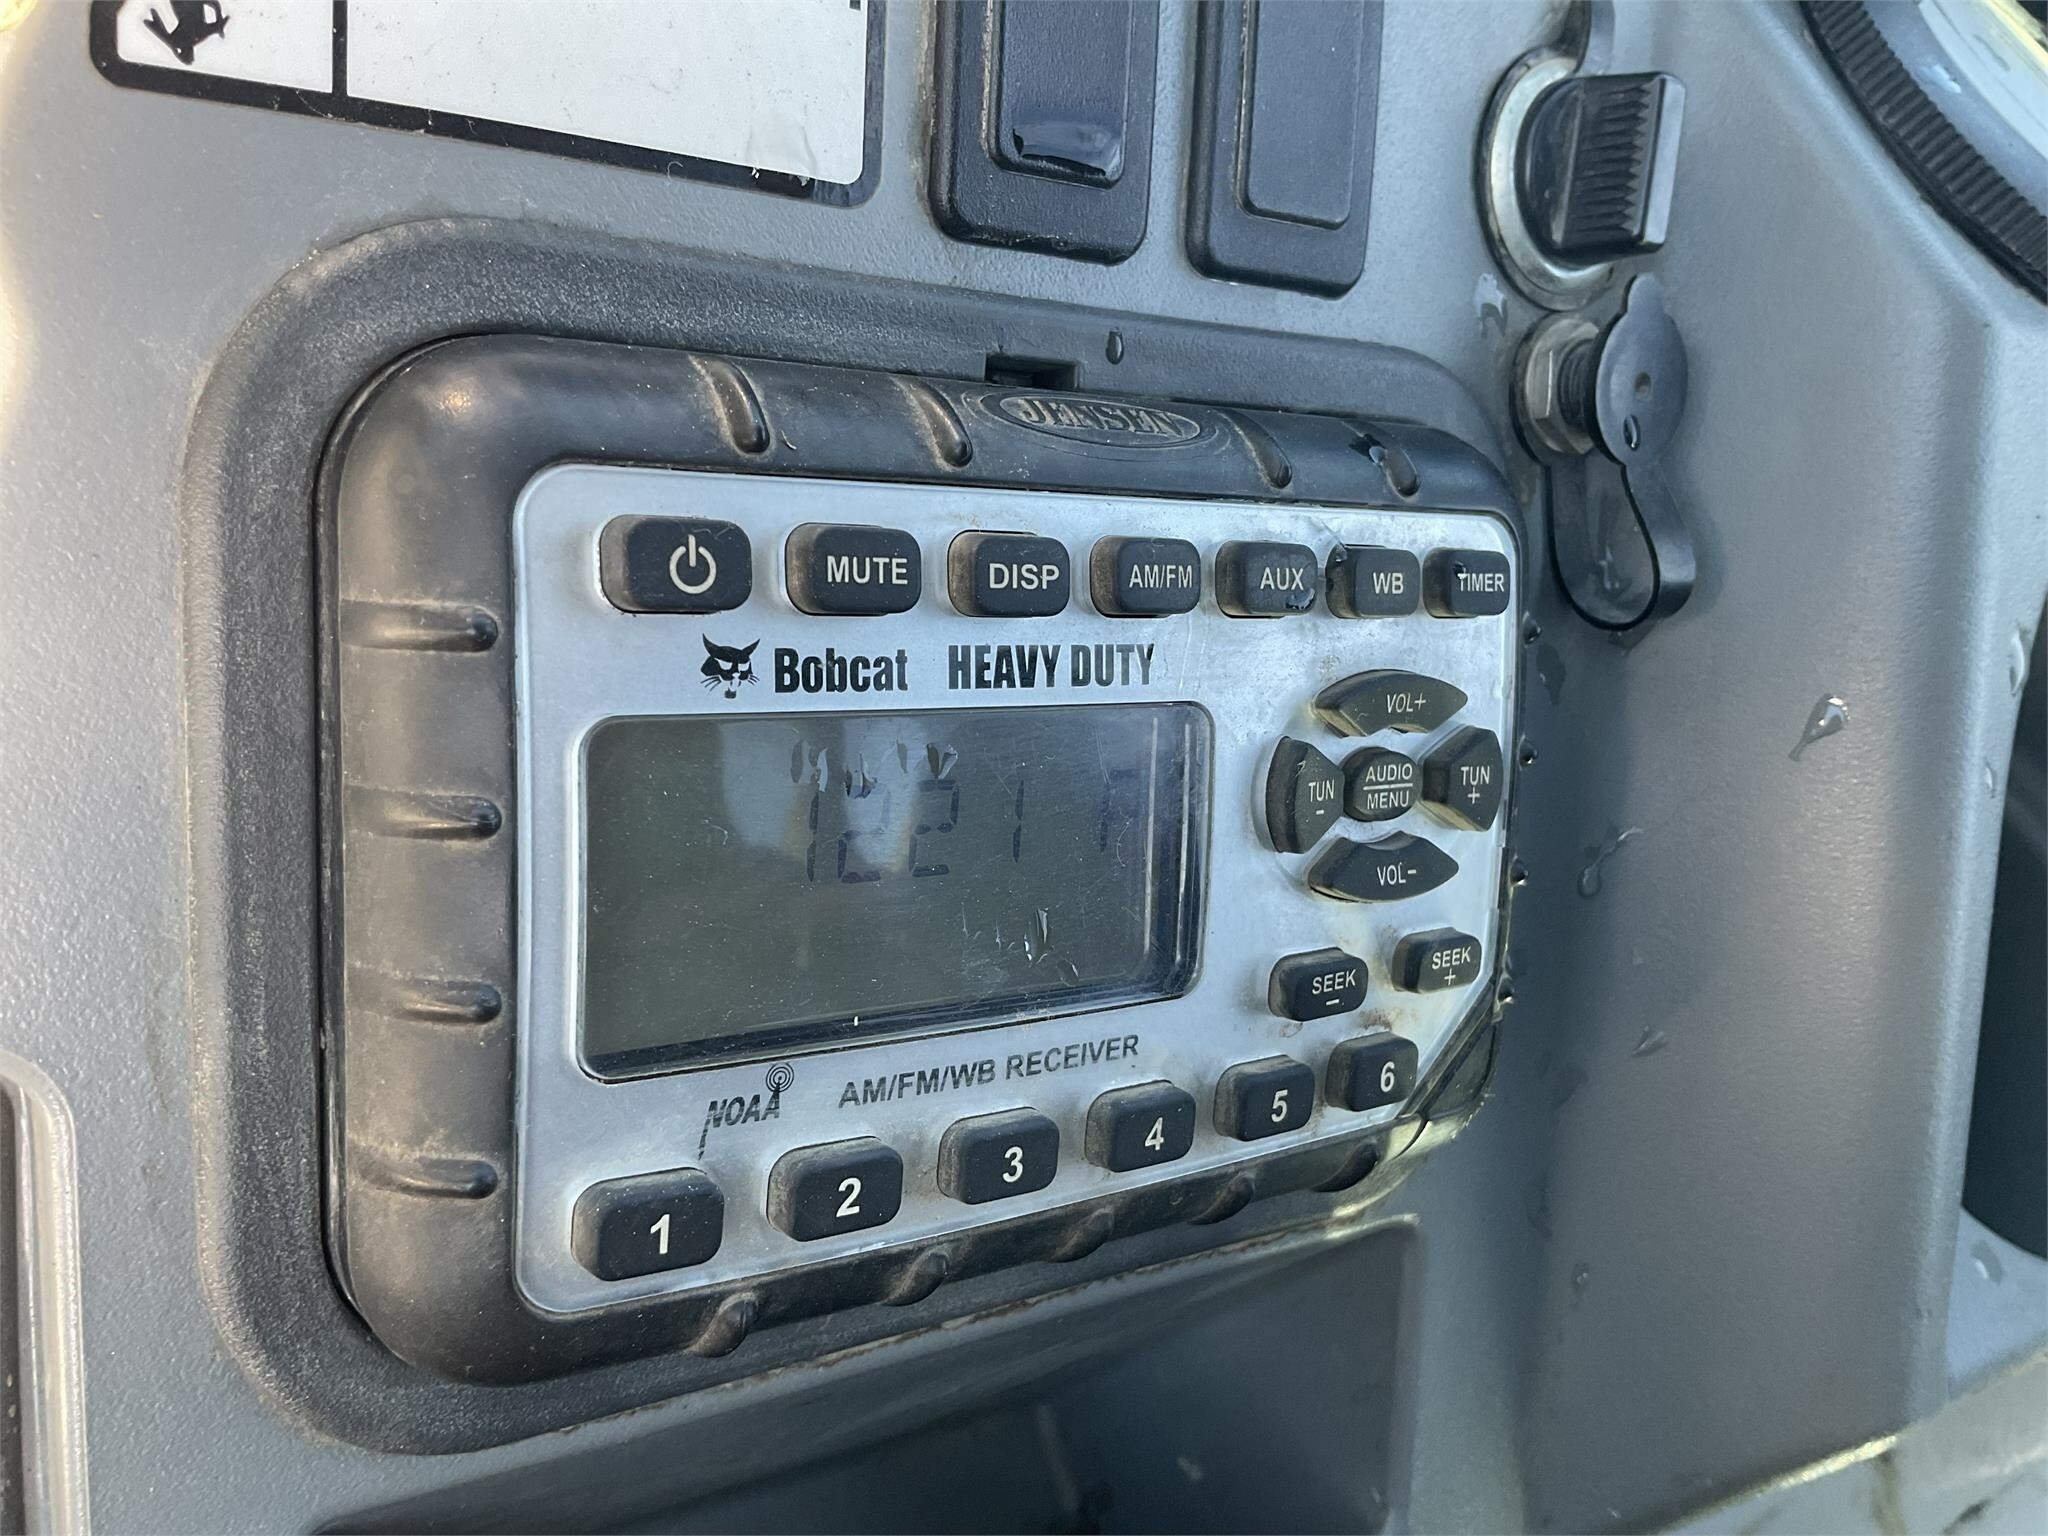 JENSEN
MUTE DISP AM/FM AUX WB TIMER
Bobcat HEAVY DUTY
VOL+
TUN
-
AUDIO
MENU
TUN
+
VOL-
SEEK
-
SEEK
+
NOAA AM/FM/WB RECEIVER
1 2 3 4 5 6